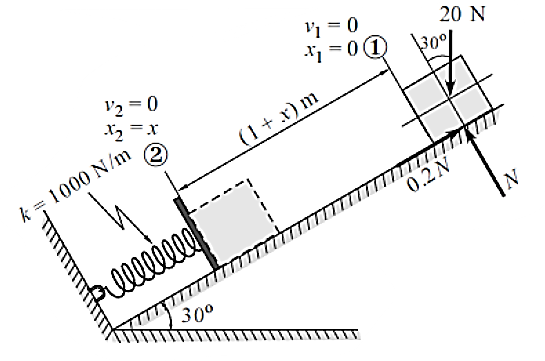 20 N
v₁ = 0
x₁ = 0 ①
30°
(1 + x) m
v₂ = 0
x₂ = x
②
k = 1000 N/m
0.2N
N
30°